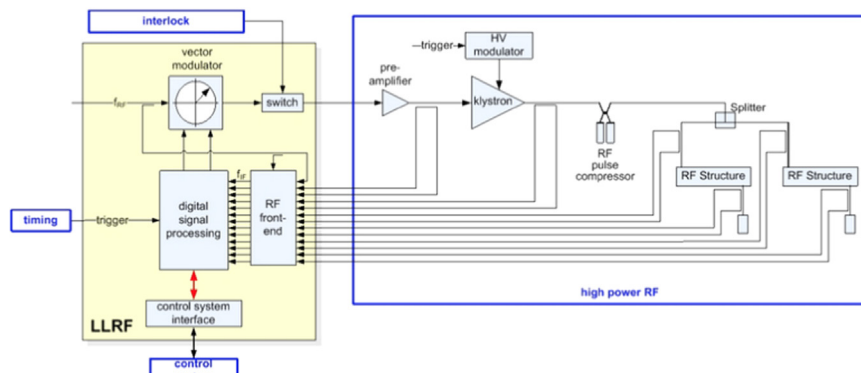 interlock
vector
modulator
f_RF
switch
pre-
amplifier
trigger
HV
modulator
klystron
Splitter
RF
pulse
compressor
RF Structure
RF Structure
timing
trigger
digital
signal
processing
f_IF
RF
front-
end
control system
interface
LLRF
control
high power RF